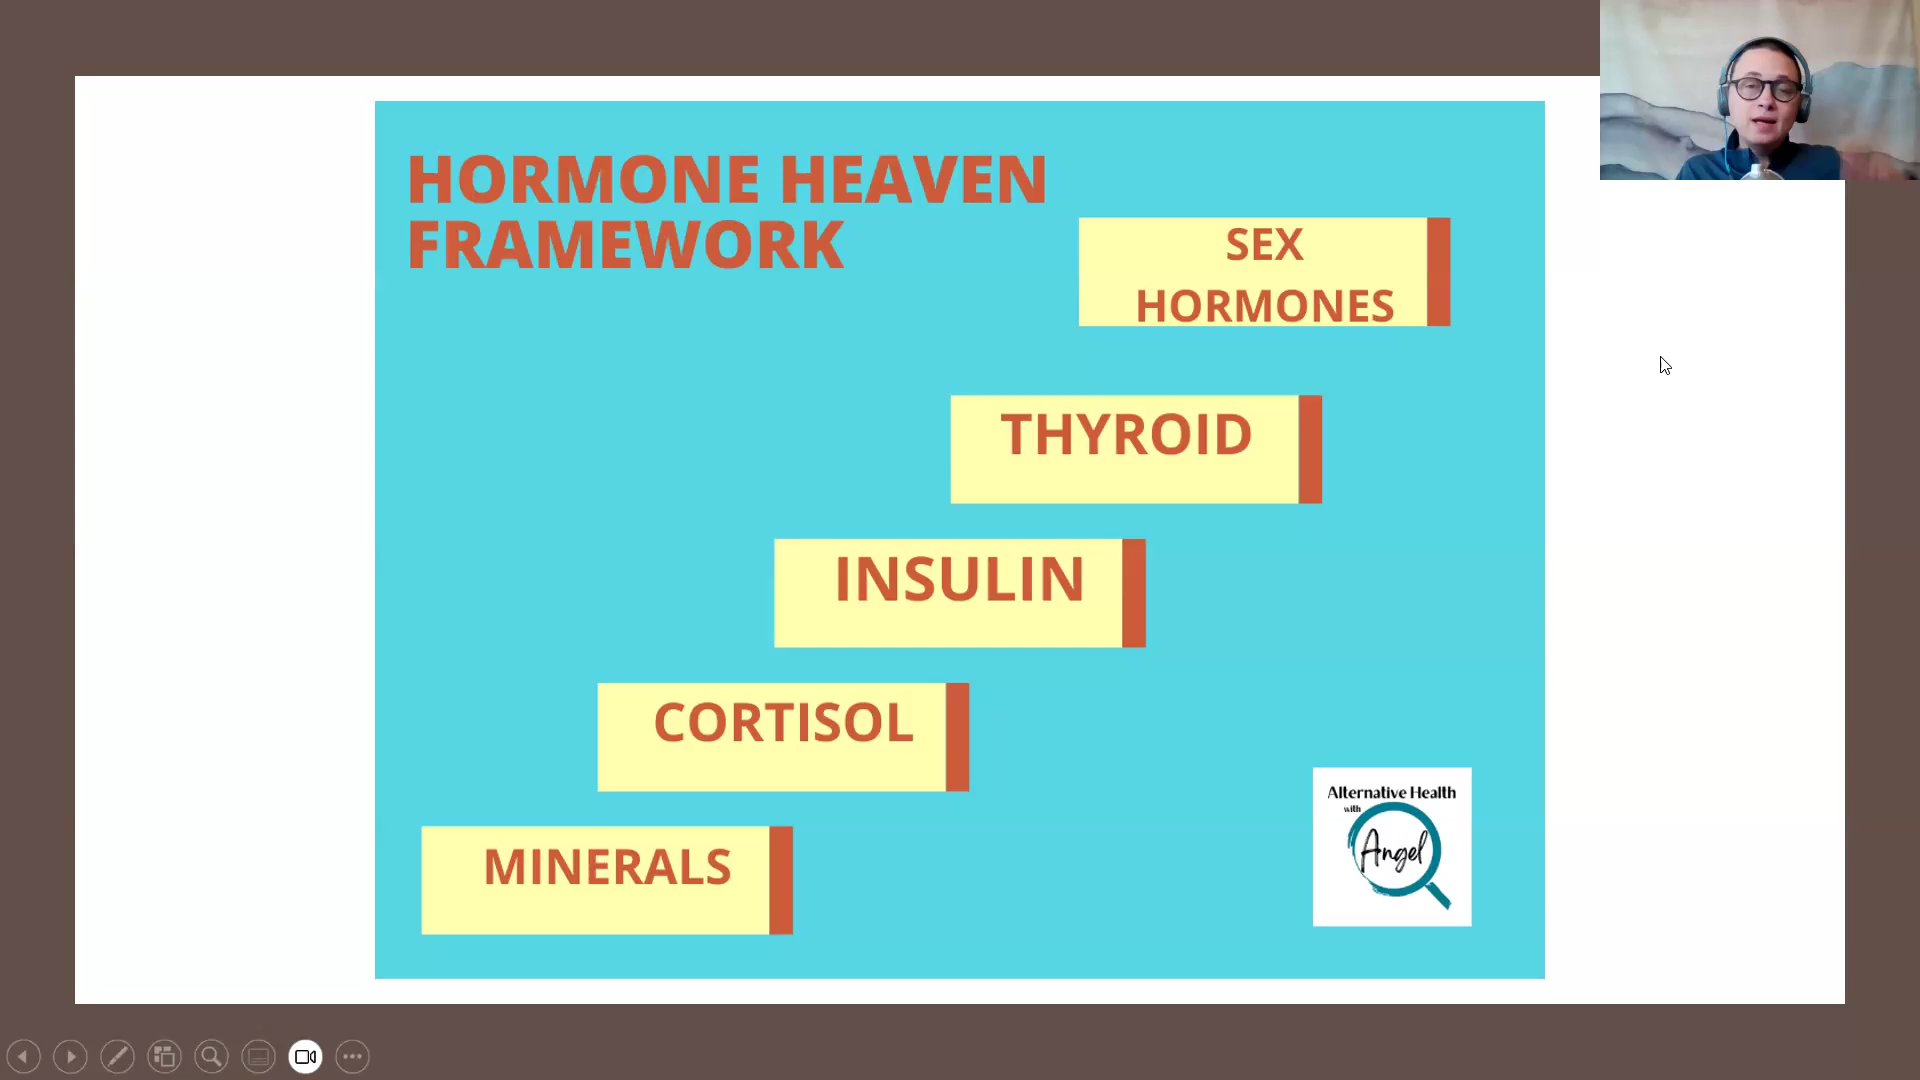 HORMONE HEAVEN
FRAMEWORK
SEX
HORMONES
THYROID
INSULIN
CORTISOL
MINERALS
Alternative Health
with
Angel